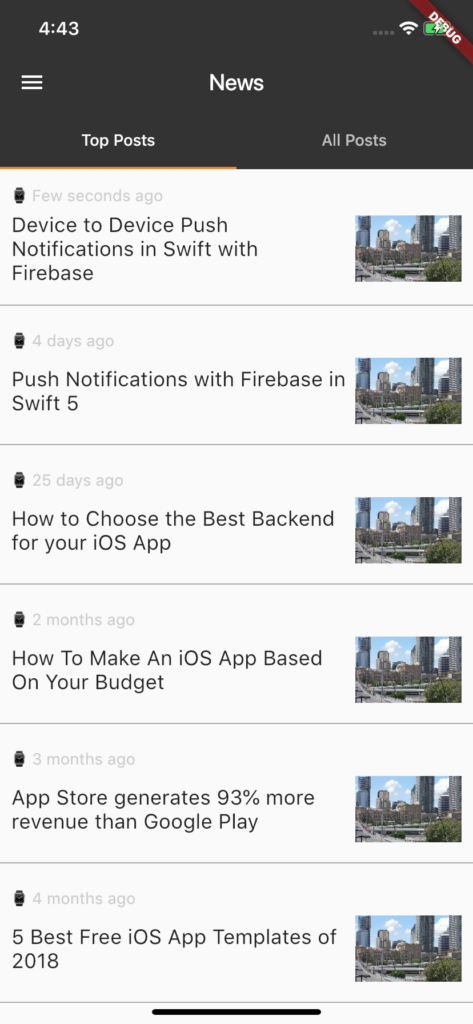 4:43
DEBUG
News
Top Posts
All Posts
Few seconds ago
Device to Device Push
Notifications in Swift with
Firebase
4 days ago
Push Notifications with Firebase in
Swift 5
25 days ago
How to Choose the Best Backend
for your iOS App
2 months ago
How To Make An iOS App Based
On Your Budget
3 months ago
App Store generates 93% more
revenue than Google Play
4 months ago
5 Best Free iOS App Templates of
2018